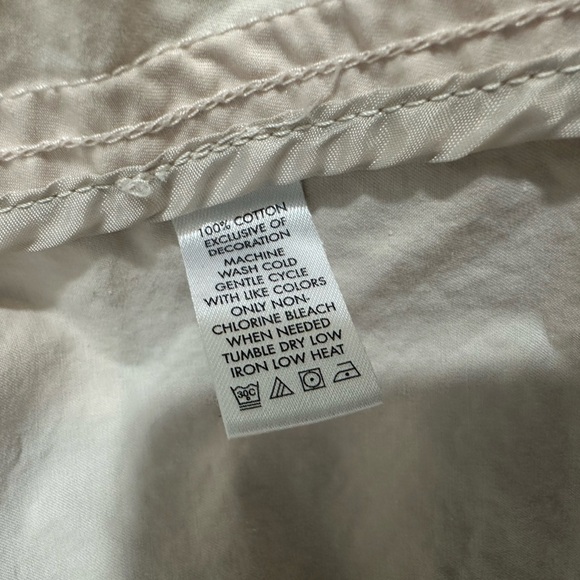 100% COTTON
EXCLUSIVE OF
DECORATION
MACHINE
WASH COLD
GENTLE CYCLE
WITH LIKE COLORS
ONLY NON-
CHLORINE BLEACH
WHEN NEEDED
TUMBLE DRY LOW
IRON LOW HEAT
30C